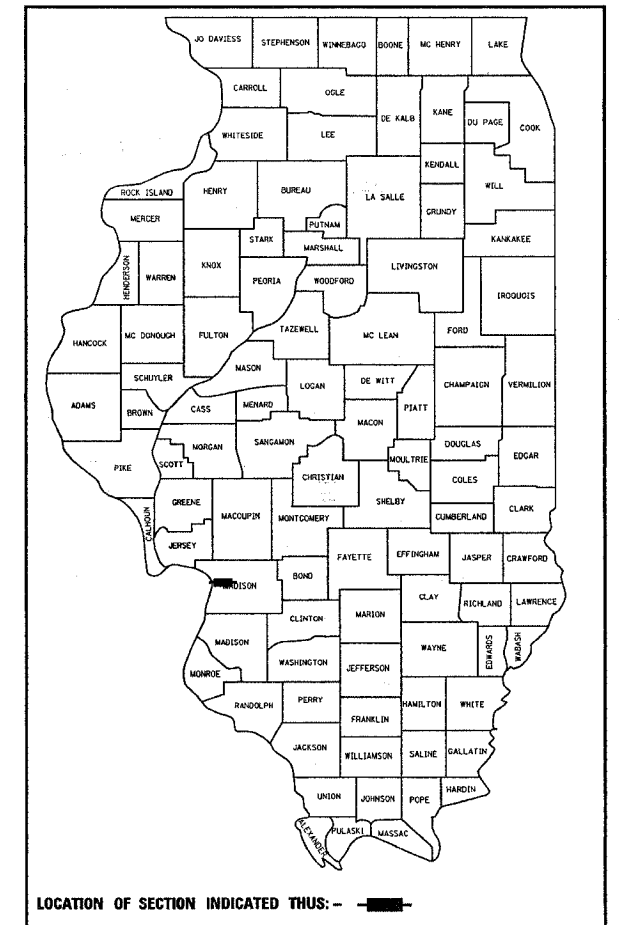 JO DAVIESS STEPHENSON WINNEBAGO BOONE MC HENRY LAKE
CARROLL OGLE DE KALB KANE DU PAGE COOK
WHITESIDE LEE KENDALL WILL
ROCK ISLAND HENRY BUREAU LA SALLE GRUNDY
MERCER STARK PUTNAM MARSHALL KANKAKEE
HENDERSON WARREN KNOX PEORIA WOODFORD LIVINGSTON IROQUOIS
HANCOCK MC DONOUGH FULTON TAZEWELL MC LEAN FORD
SCHUYLER MASON LOGAN DE WITT CHAMPAIGN VERMILION
ADAMS BROWN CASS MENARD MACON PIATT
PIKE SCOTT MORGAN SANGAMON CHRISTIAN MOULTRIE DOUGLAS EDGAR
COLES
CALHOUN GREENE MACOUPIN MONTGOMERY SHELBY CUMBERLAND CLARK
JERSEY FAYETTE EFFINGHAM JASPER CRAWFORD
MADISON BOND CLAY RICHLAND LAWRENCE
CLINTON MARION
MADISON WASHINGTON JEFFERSON WAYNE EDWARDS WABASH
MONROE
RANDOLPH PERRY FRANKLIN HAMILTON WHITE
JACKSON WILLIAMSON SALINE GALLATIN
UNION JOHNSON POPE HARDIN
ALEXANDER PULASKI MASSAC
LOCATION OF SECTION INDICATED THUS:-